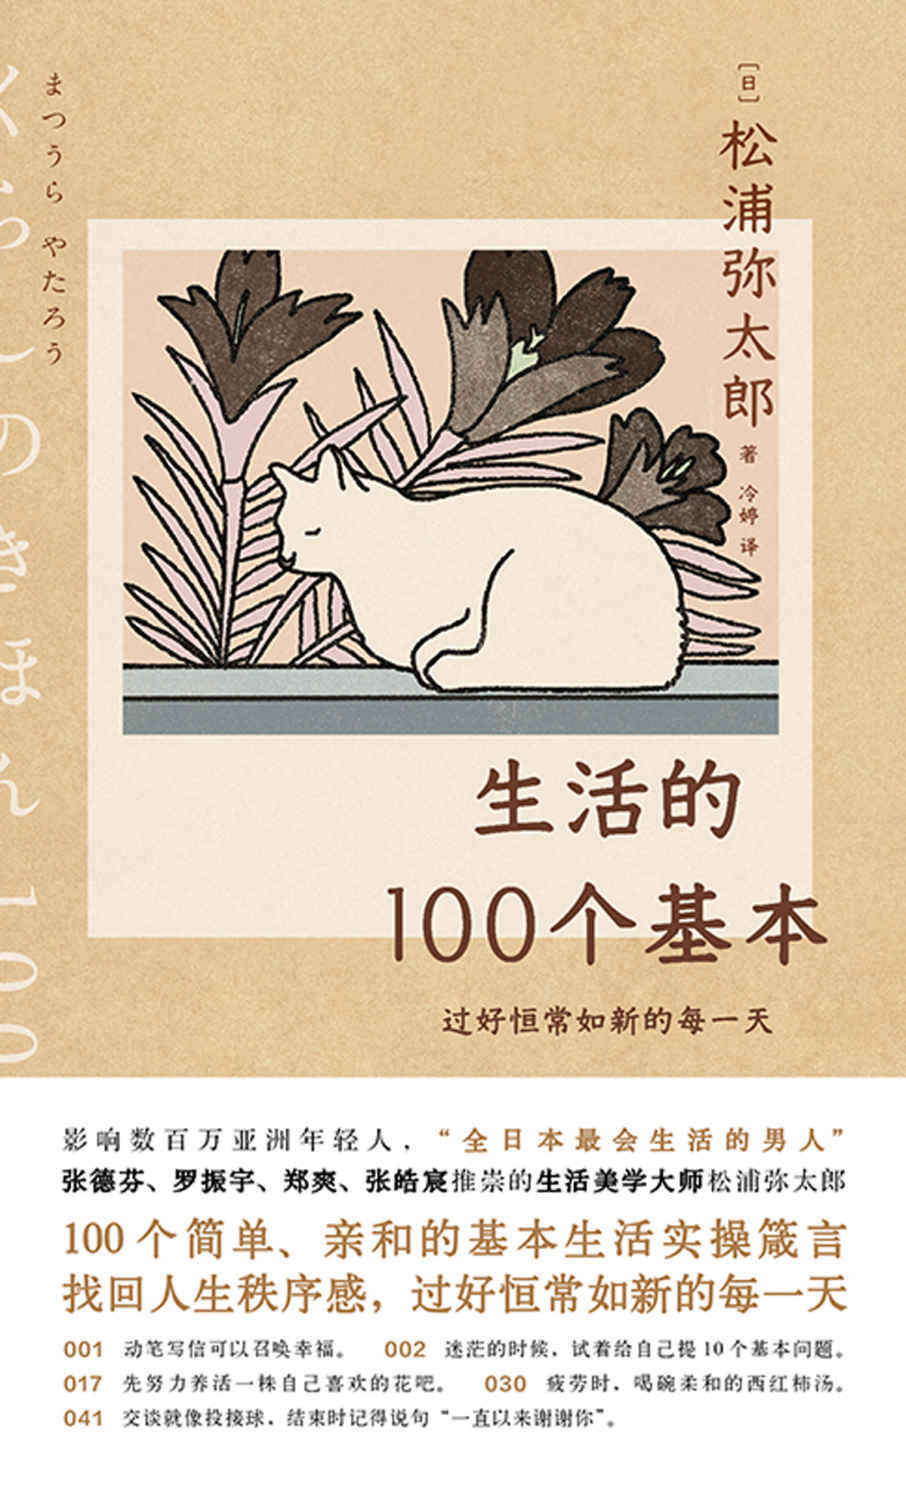 くらしのきほん 100
まつうら やたろう
[日]松浦弥太郎 著 冷婷 译
生活的
100个基本
过好恒常如新的每一天
影响数百万亚洲年轻人,“全日本最会生活的男人”
张德芬、罗振宇、郑爽、张皓宸推崇的生活美学大师松浦弥太郎
100个简单、亲和的基本生活实操箴言
找回人生秩序感，过好恒常如新的每一天
001 动笔写信可以召唤幸福。 002 迷茫的时候，试着给自己提10个基本问题。
017 先努力养活一株自己喜欢的花吧。 030 疲劳时，喝碗柔和的西红柿汤。
041 交谈就像投接球，结束时记得说句“一直以来谢谢你”。